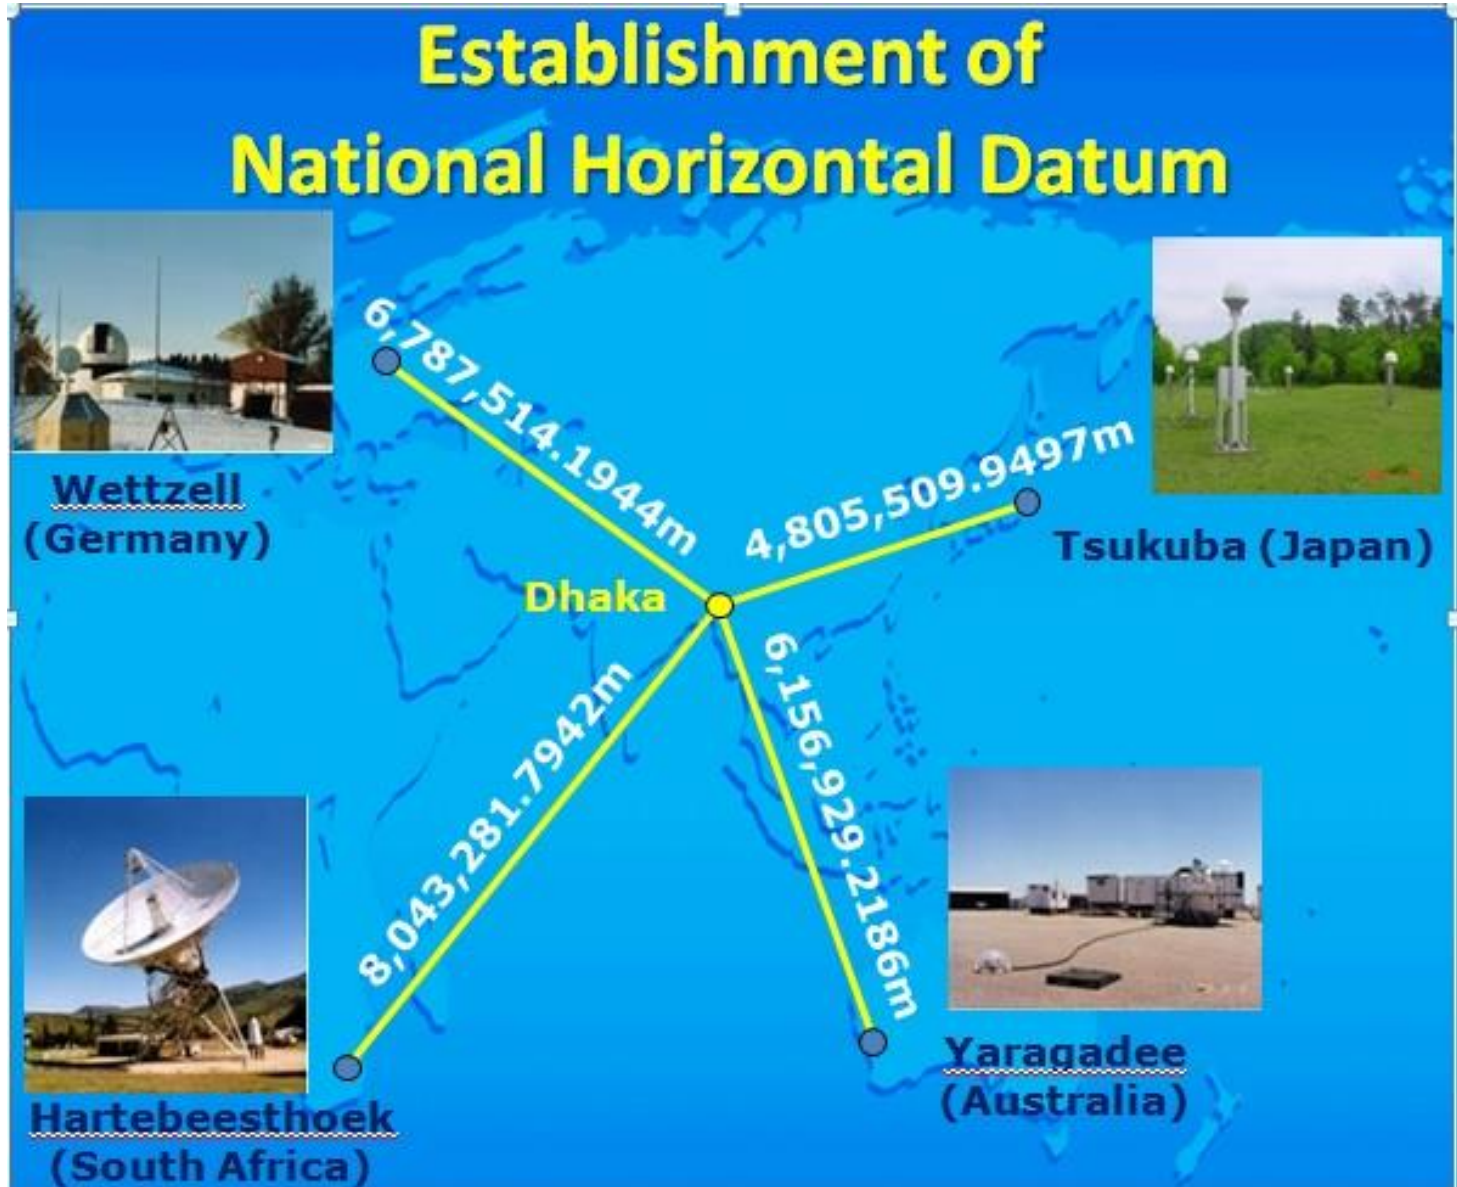 Establishment of
National Horizontal Datum
6,787,514.1944m
4,805,509.9497m
Wettzell
(Germany)
Tsukuba (Japan)
Dhaka
8,043,281.7942m
6,156,929.2186m
Hartebeesthoek
(South Africa)
Yaragadee
(Australia)